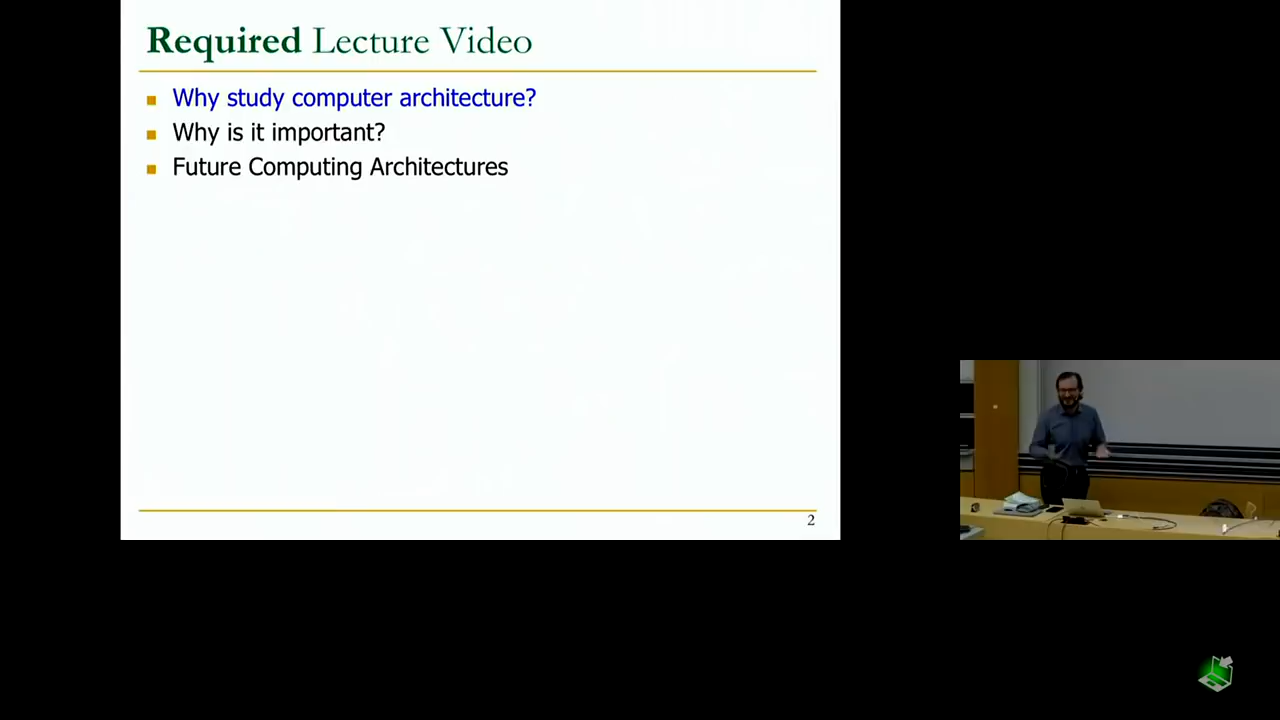 Required Lecture Video
Why study computer architecture?
Why is it important?
Future Computing Architectures
2